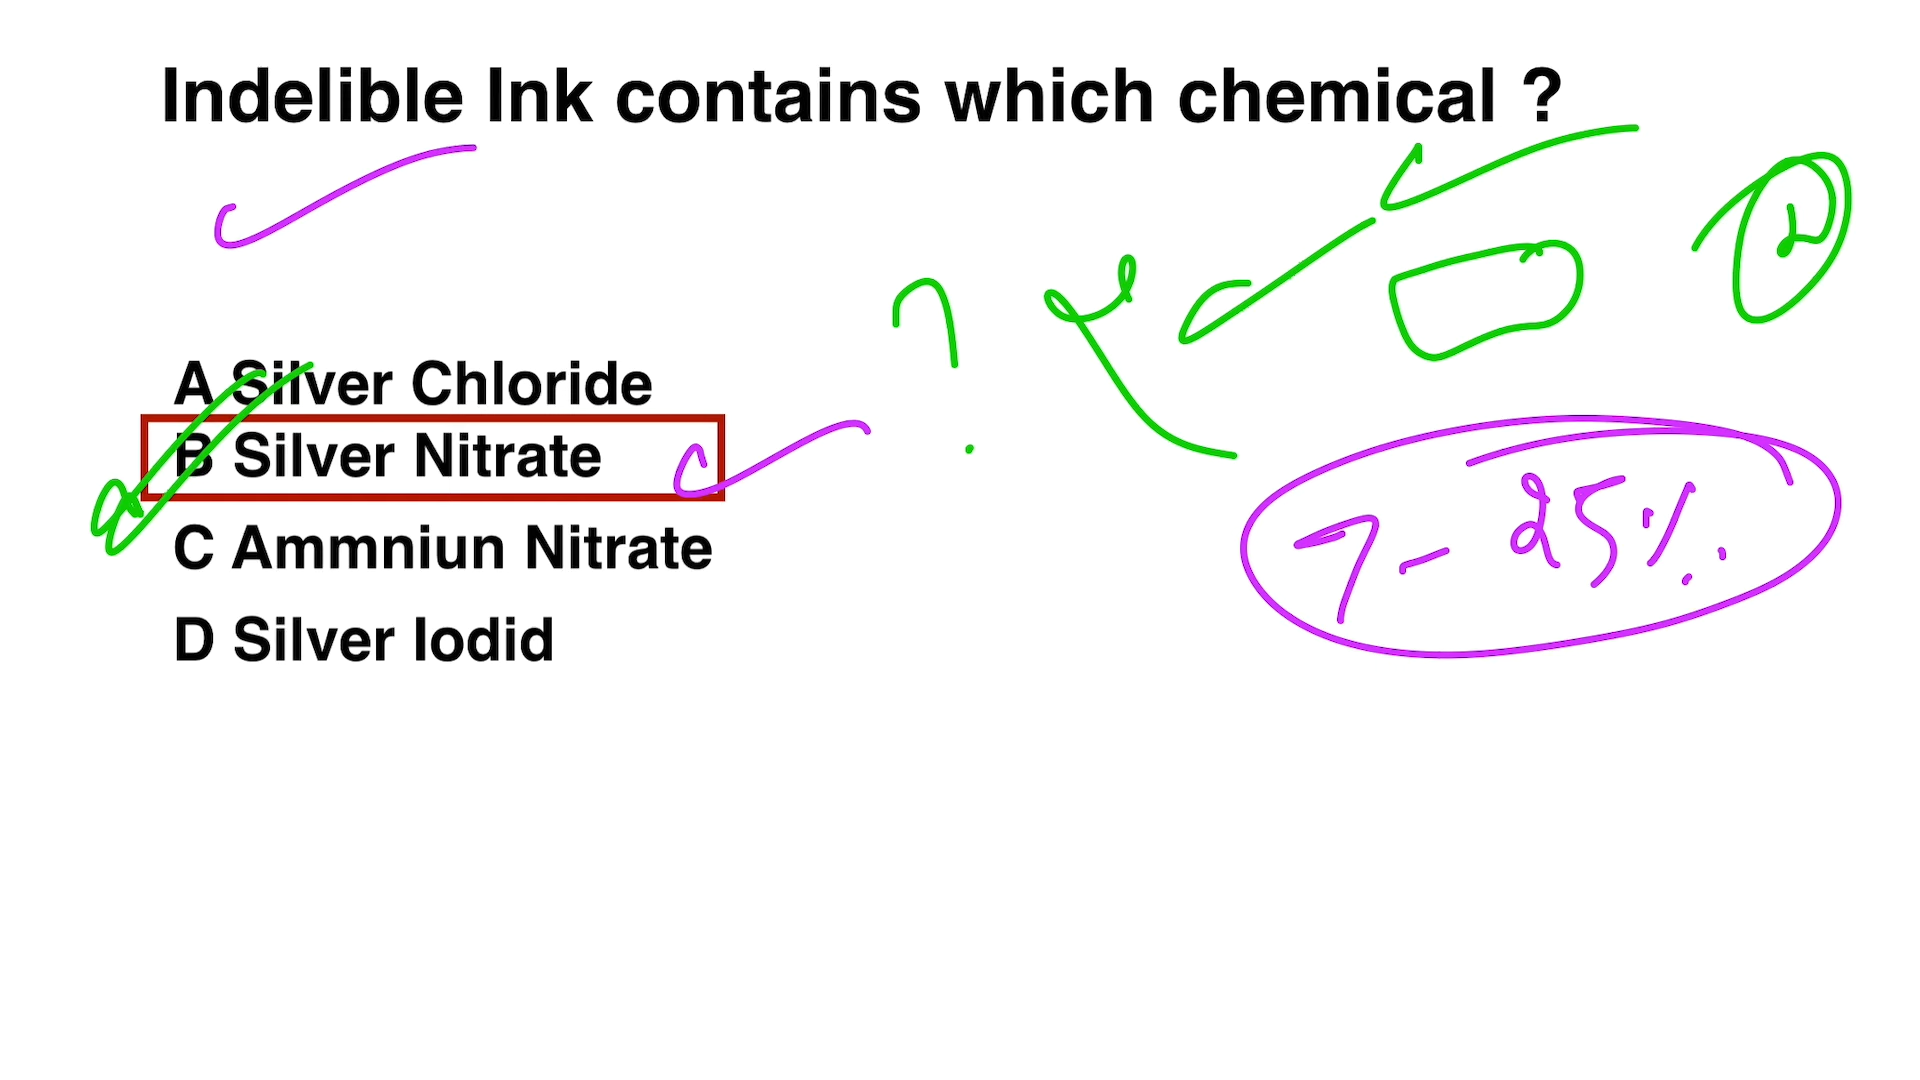 Indelible Ink contains which chemical ?
?
A Silver Chloride
B Silver Nitrate
C Ammniun Nitrate
7 - 25%.
D Silver Iodid